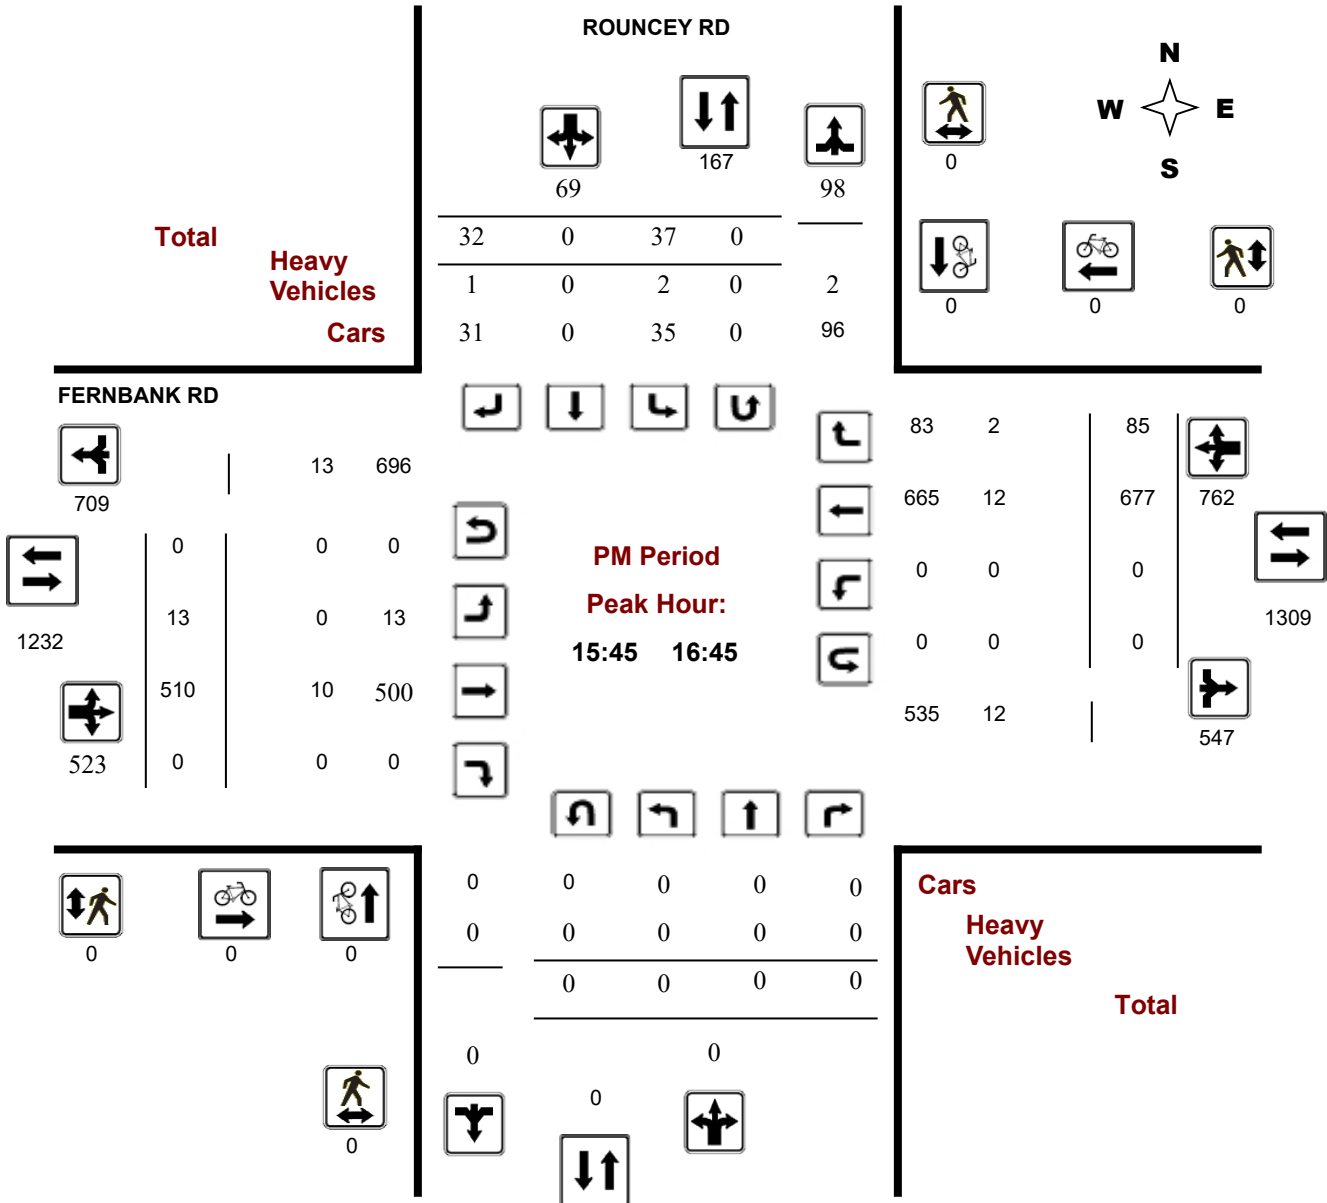 ROUNCEY RD
N
W E
S
167
0
69 98
Total 32 0 37 0
Heavy
Vehicles 1 0 2 0 2
Cars 31 0 35 0 96
0 0 0
FERNBANK RD
83 2 85
13 696
709
665 12 677 762
0 0 0
PM Period
0 0 0
Peak Hour:
13 0 13
1309
1232
15:45 16:45
0 0 0
510 10 500
535 12
547
523 0 0 0
0 0 0 0 0
Cars
0 0 0 0 0
Heavy
Vehicles
0 0 0
0 0 0 0
Total
0 0
0
0